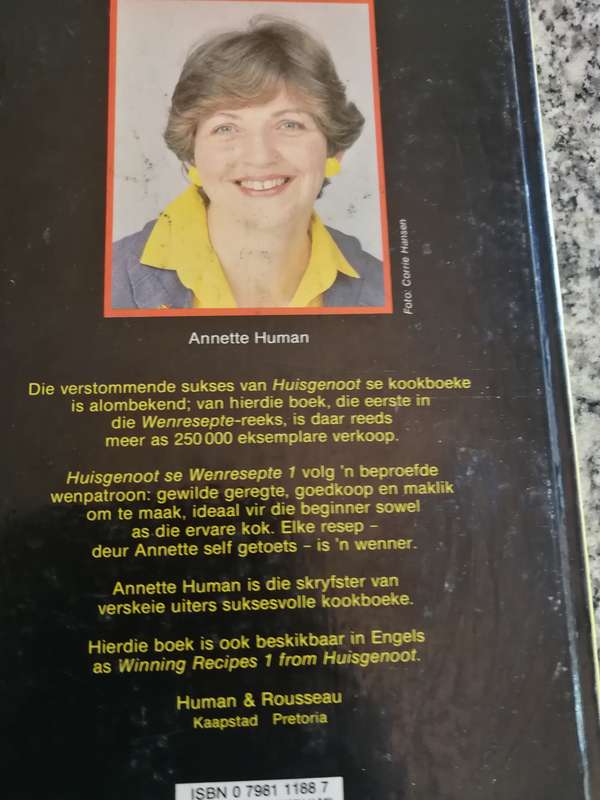 Foto: Corrie Hansen
Annette Human
Die verstommende sukses van Huisgenoot se kookboeke
is alombekend; van hierdie boek, die eerste in
die Wenresepte-reeks, is daar reeds
meer as 250 000 eksemplare verkoop.
Huisgenoot se Wenresepte 1 volg 'n beproefde
wenpatroon: gewilde geregte, goedkoop en maklik
om te maak, ideaal vir die beginner sowel
as die ervare kok. Elke resep –
deur Annette self getoets – is 'n wenner.
Annette Human is die skryfster van
verskeie uiters suksesvolle kookboeke.
Hierdie boek is ook beskikbaar in Engels
as Winning Recipes 1 from Huisgenoot.
Human & Rousseau
Kaapstad Pretoria
ISBN 0 7981 1188 7